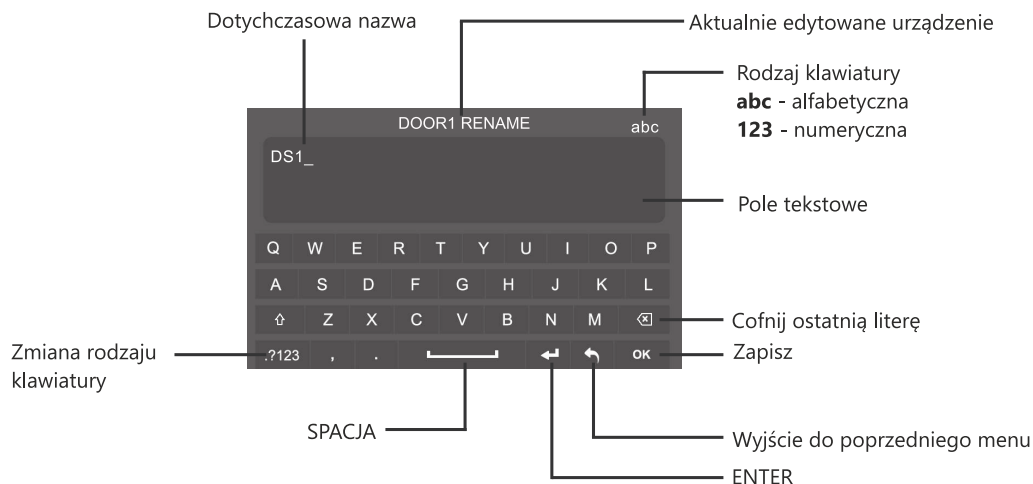 Dotychczasowa nazwa
Aktualnie edytowane urządzenie
Rodzaj klawiatury
abc - alfabetyczna
123 - numeryczna
DOOR1 RENAME
abc
DS1_
Pole tekstowe
Q W E R T Y U I O P
A S D F G H J K L
Z X C V B N M
Cofnij ostatnią literę
.?123 , . OK
Zapisz
Zmiana rodzaju
klawiatury
SPACJA
Wyjście do poprzedniego menu
ENTER